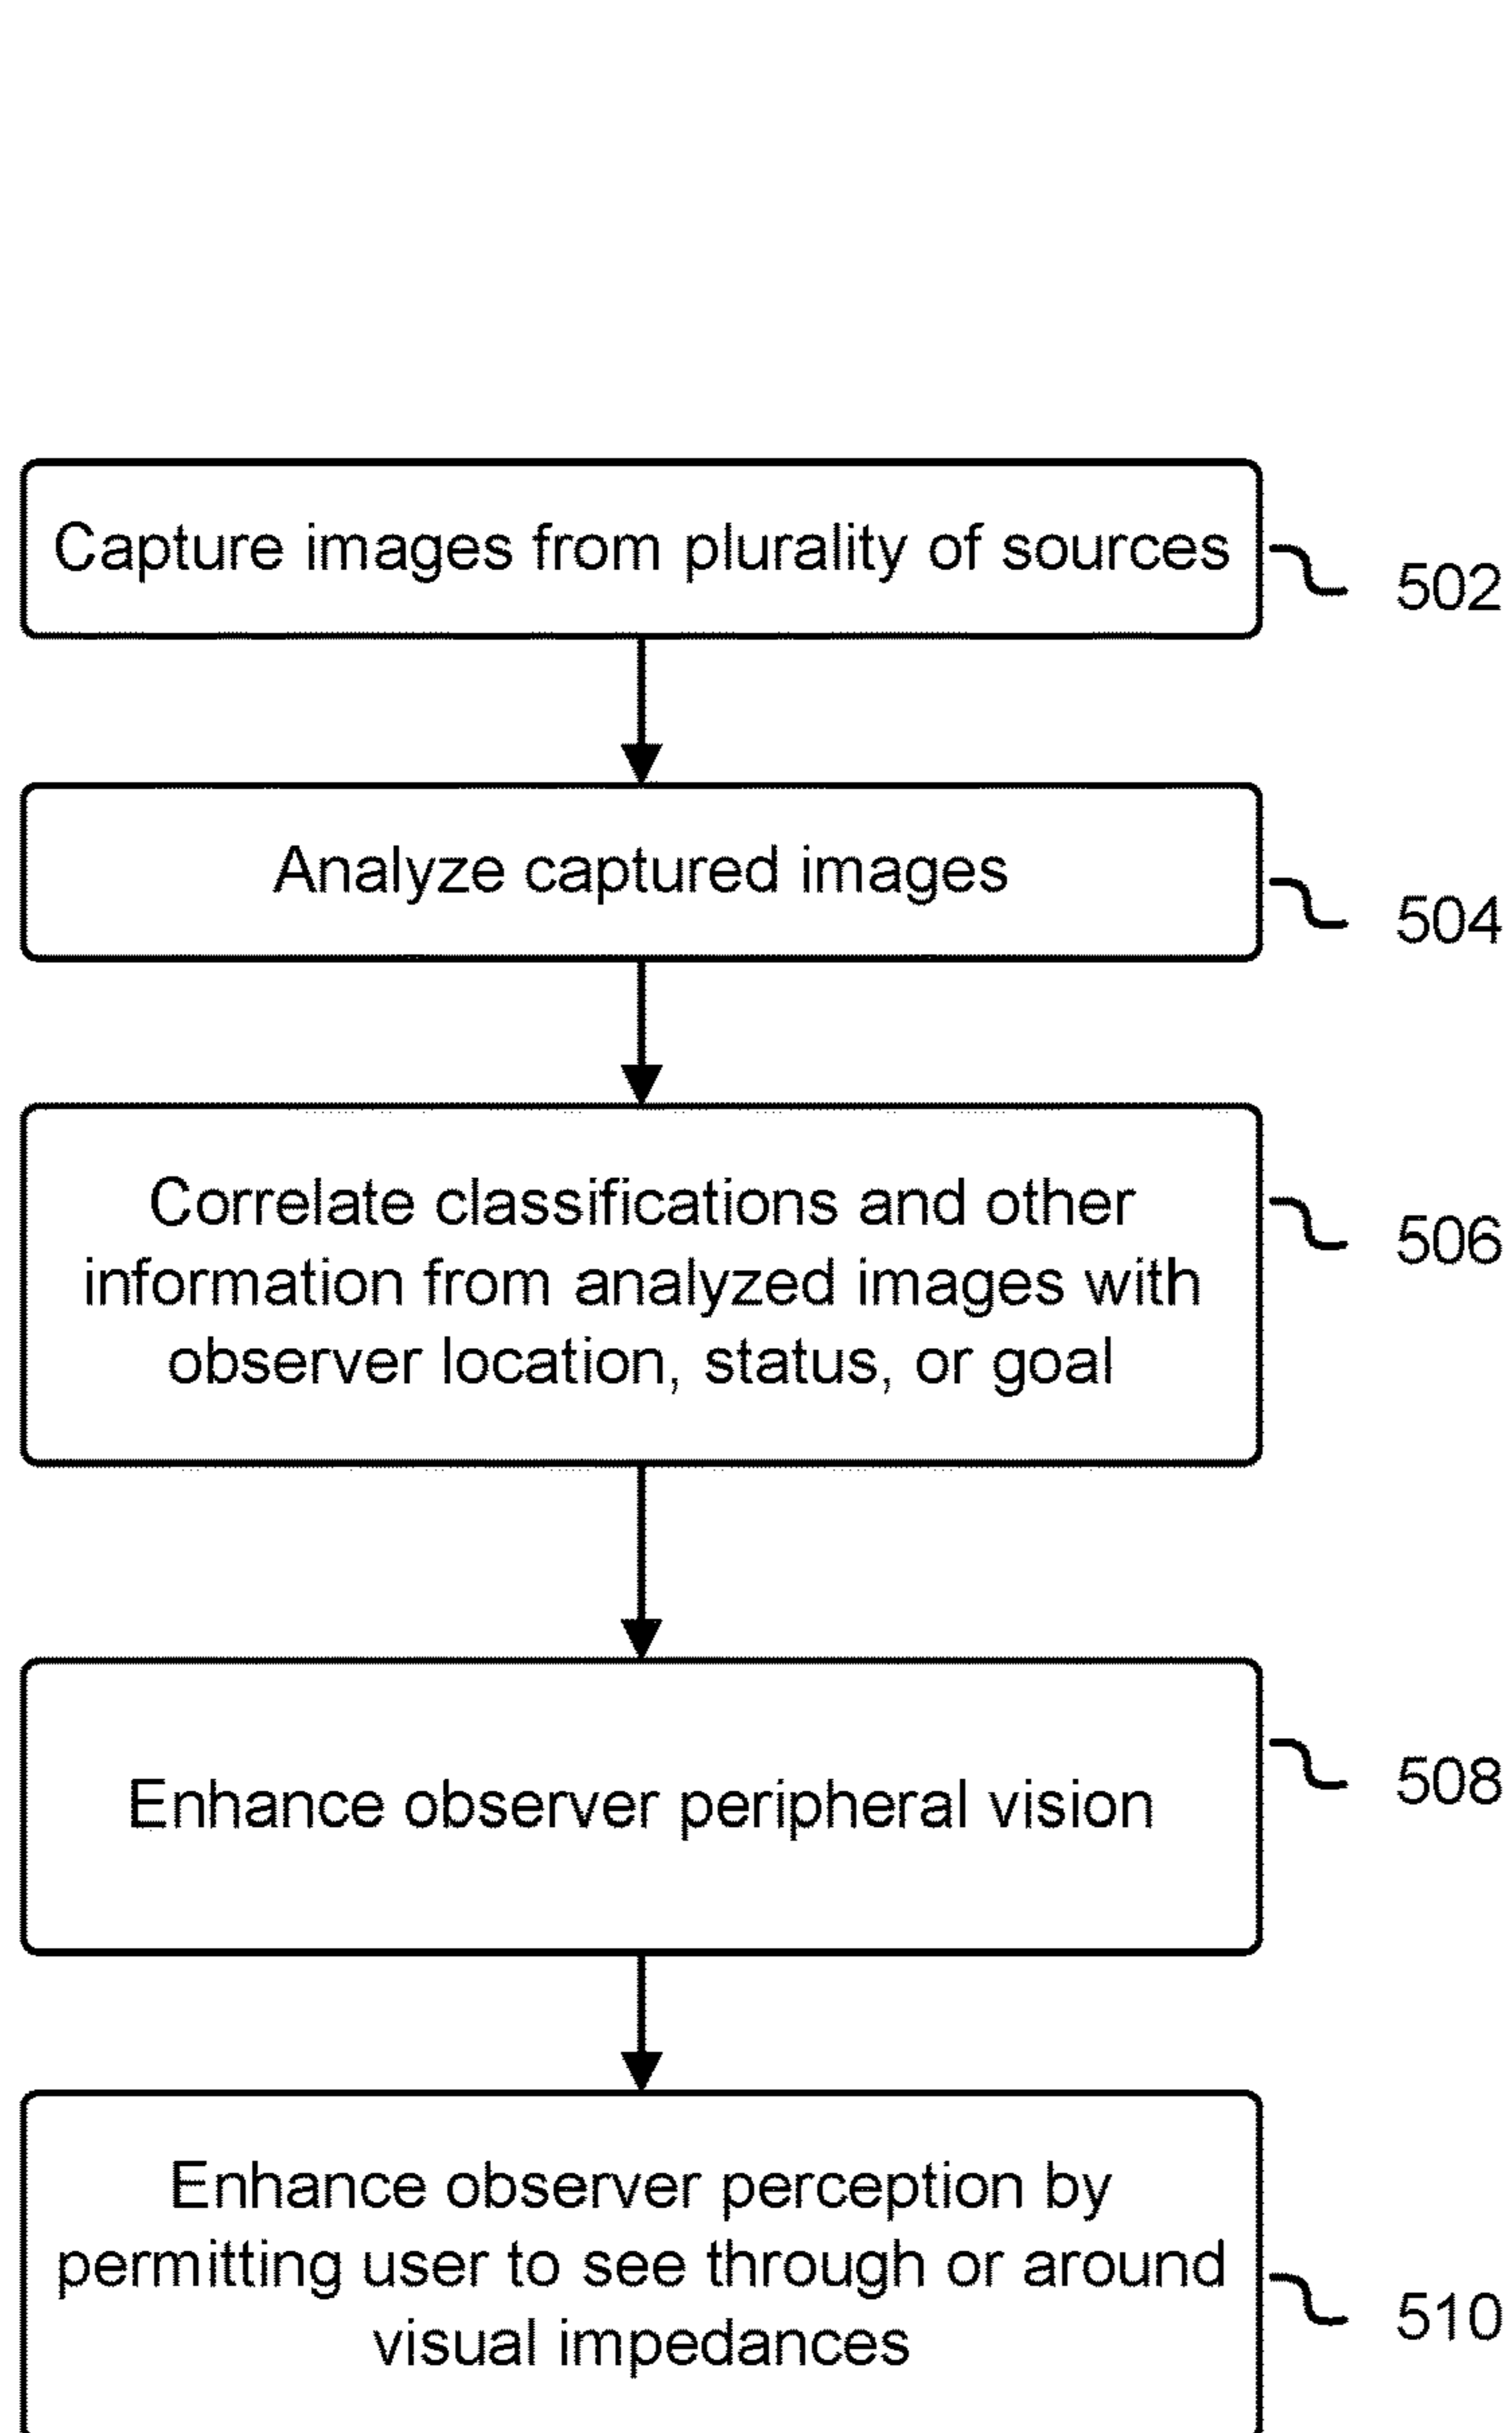 Capture images from plurality of sources
502
Analyze captured images
504
Correlate classifications and other
information from analyzed images with
observer location, status, or goal
506
Enhance observer peripheral vision
508
Enhance observer perception by
permitting user to see through or around
visual impedances
510